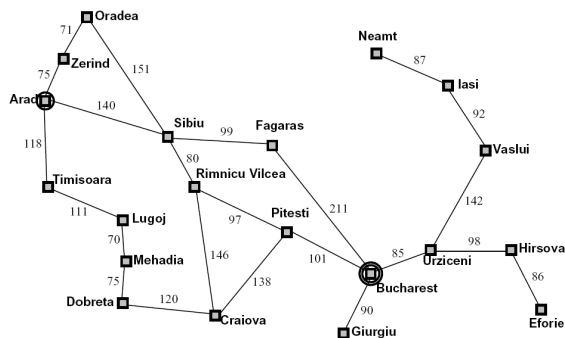 Oradea
71
Neamt
87
Zerind
151
75
Iasi
Arad
140
92
Sibiu
99
Fagaras
118
80
Vaslui
Rimnicu Vilcea
Timisoara
211
142
111
97
Pitesti
Lugoj
70
146
85
98
Hirsova
101
Urziceni
Mehadia
138
86
75
Bucharest
90
120
Dobreta
Craiova
Giurgiu
Eforie